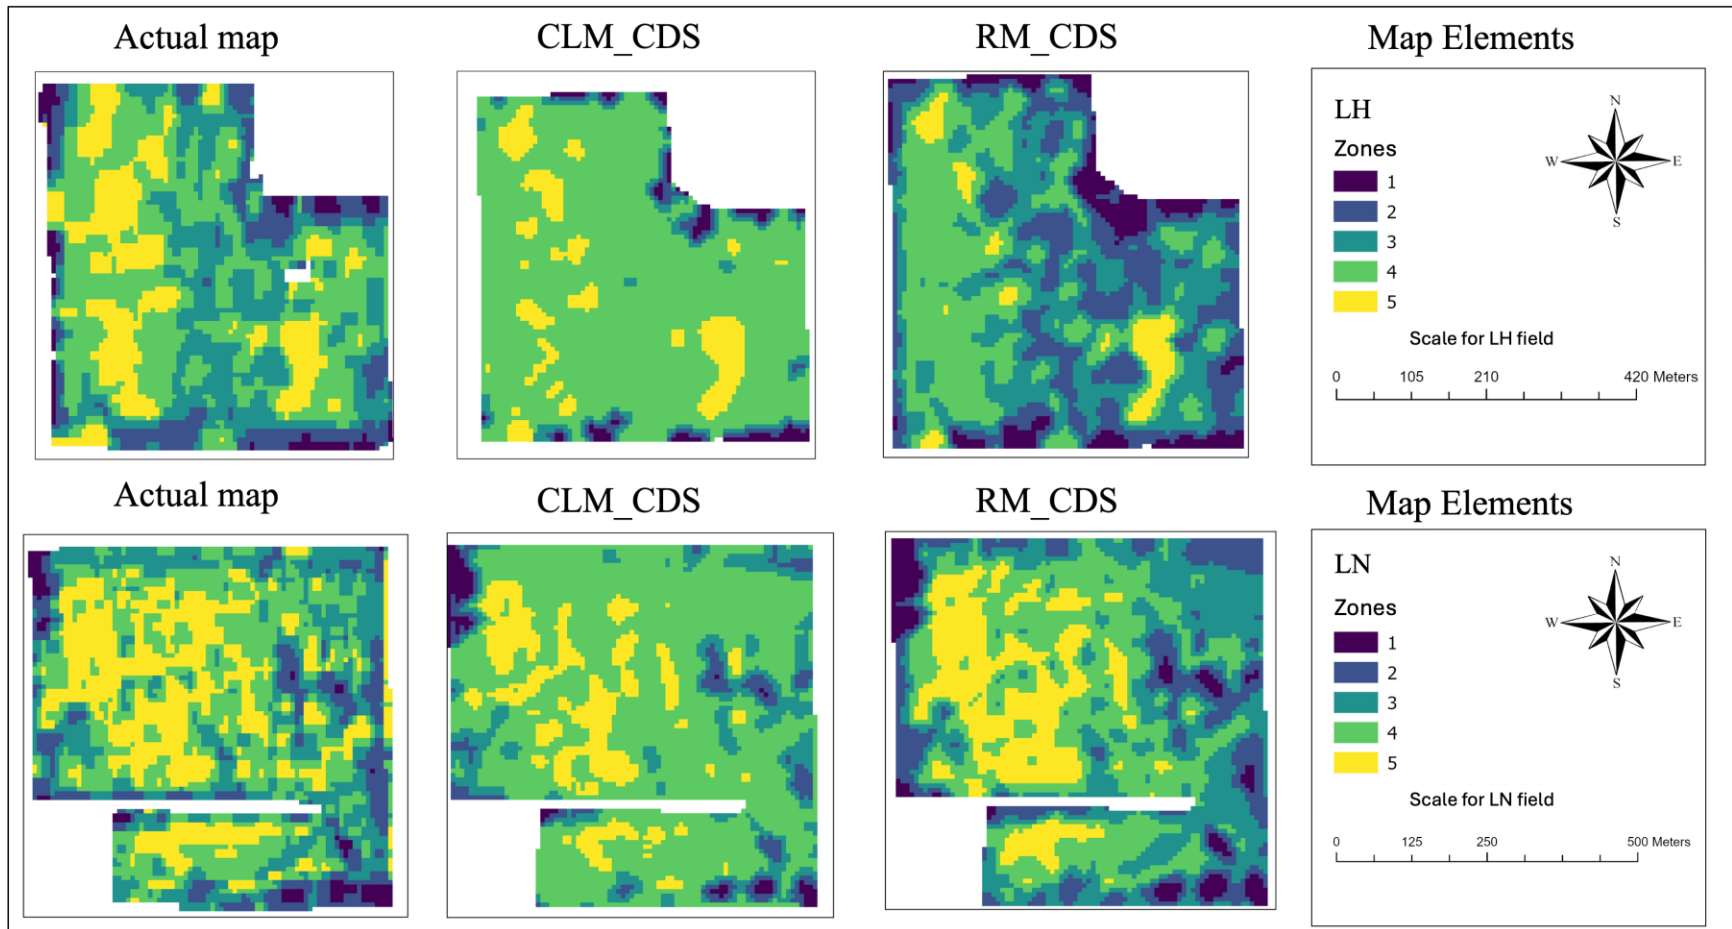 Actual map CLM_CDS RM_CDS Map Elements
LH
Zones
1
2
3
4
5
N
W E
S
Scale for LH field
0 105 210 420 Meters
Actual map CLM_CDS RM_CDS Map Elements
LN
Zones
1
2
3
4
5
N
W E
S
Scale for LN field
0 125 250 500 Meters